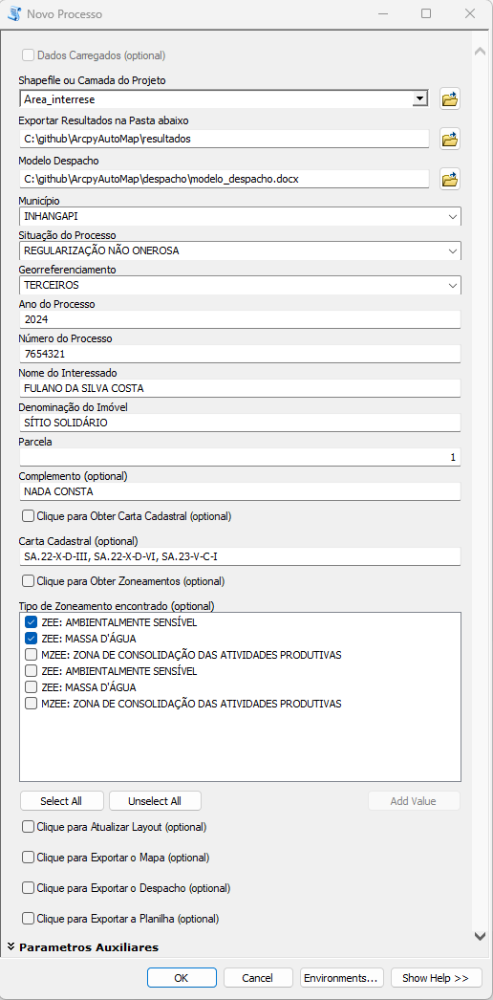 Novo Processo
Dados Carregados (optional)
Shapefile ou Camada do Projeto
Area_interrese
Exportar Resultados na Pasta abaixo
C:\github\ArcpyAutoMap\resultados
Modelo Despacho
C:\github\ArcpyAutoMap\despacho\modelo_despacho.docx
Município
INHANGAPI
Situação do Processo
REGULARIZAÇÃO NÃO ONEROSA
Georreferenciamento
TERCEIROS
Ano do Processo
2024
Número do Processo
7654321
Nome do Interessado
FULANO DA SILVA COSTA
Denominação do Imóvel
SÍTIO SOLIDÁRIO
Parcela
1
Complemento (optional)
NADA CONSTA
Clique para Obter Carta Cadastral (optional)
Carta Cadastral (optional)
SA.22-X-D-III, SA.22-X-D-VI, SA.23-V-C-I
Clique para Obter Zoneamentos (optional)
Tipo de Zoneamento encontrado (optional)
ZEE: AMBIENTALMENTE SENSÍVEL
ZEE: MASSA D'ÁGUA
MZEE: ZONA DE CONSOLIDAÇÃO DAS ATIVIDADES PRODUTIVAS
ZEE: AMBIENTALMENTE SENSÍVEL
ZEE: MASSA D'ÁGUA
MZEE: ZONA DE CONSOLIDAÇÃO DAS ATIVIDADES PRODUTIVAS
Select All Unselect All Add Value
Clique para Atualizar Layout (optional)
Clique para Exportar o Mapa (optional)
Clique para Exportar o Despacho (optional)
Clique para Exportar a Planilha (optional)
Parametros Auxiliares
OK Cancel Environments... Show Help >>